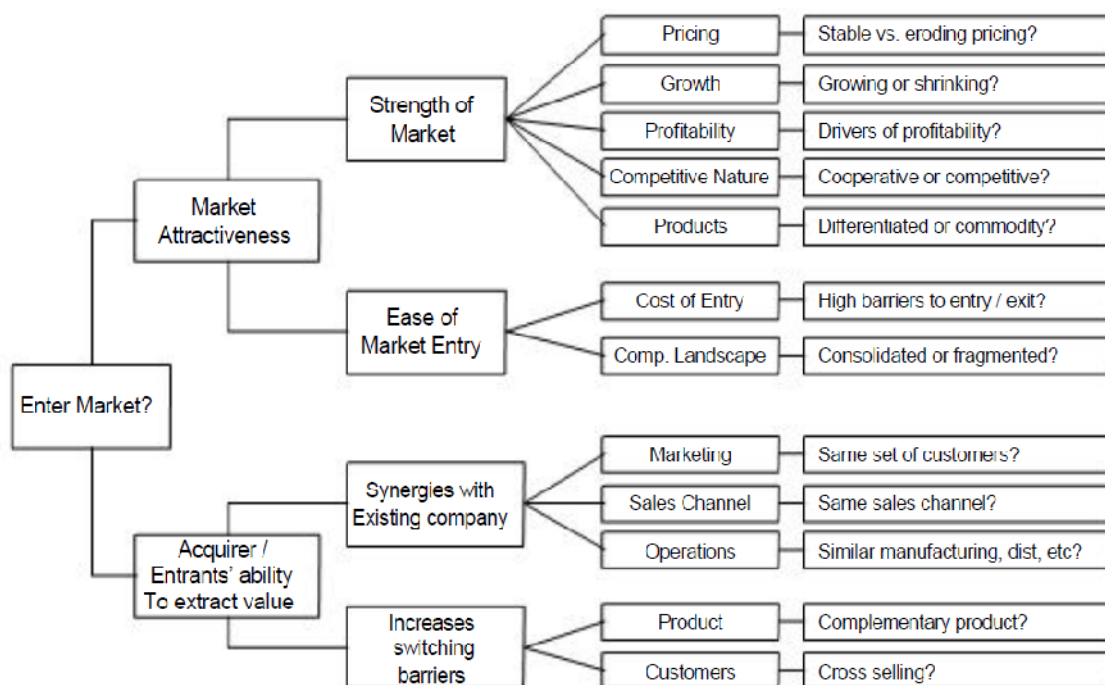 Enter Market?
Market
Attractiveness
Strength of
Market
Pricing
Stable vs. eroding pricing?
Growth
Growing or shrinking?
Profitability
Drivers of profitability?
Competitive Nature
Cooperative or competitive?
Products
Differentiated or commodity?
Ease of
Market Entry
Cost of Entry
High barriers to entry / exit?
Comp. Landscape
Consolidated or fragmented?
Acquirer /
Entrants' ability
To extract value
Synergies with
Existing company
Marketing
Same set of customers?
Sales Channel
Same sales channel?
Operations
Similar manufacturing, dist, etc?
Increases
switching
barriers
Product
Complementary product?
Customers
Cross selling?